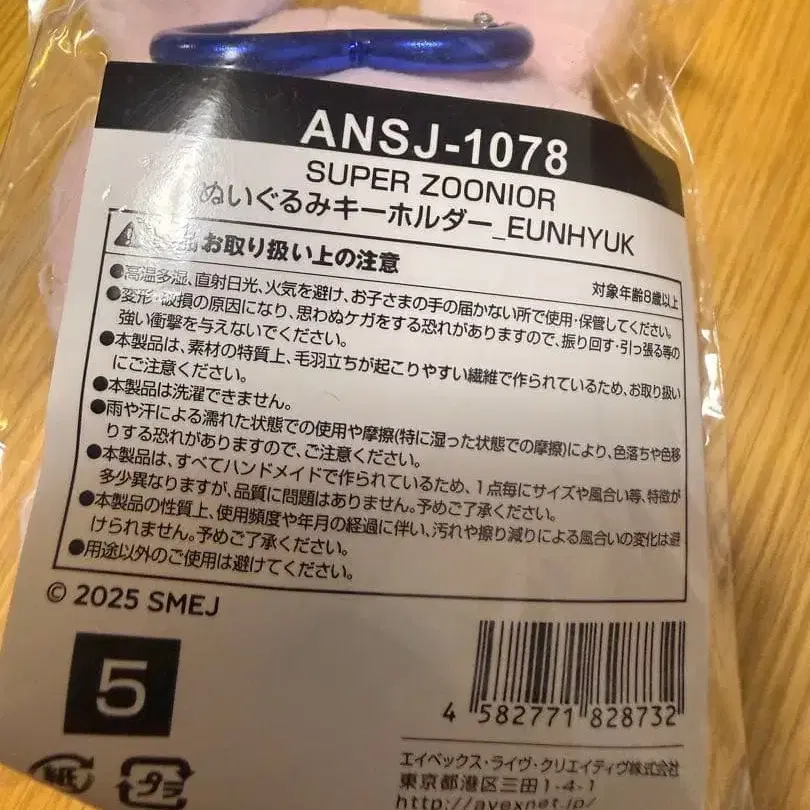 ANSJ-1078
SUPER ZOONIOR
ぬいぐるみキーホルダー_EUNHYUK
お取り扱い上の注意
対象年齢8歳以上
●高温多湿、直射日光、火気を避け、お子さまの手の届かない所で使用・保管してください。
●変形・破損の原因になり、思わぬケガをする恐れがありますので、振り回す・引っ張る等の
強い衝撃を与えないでください。
●本製品は、素材の特質上、毛羽立ちが起こりやすい繊維で作られているため、お取り扱い
にご注意ください。
●本製品は洗濯できません。
●雨や汗による濡れた状態での使用や摩擦(特に湿った状態での摩擦)により、色落ちや色移
りする恐れがありますので、ご注意ください。
●本製品は、すべてハンドメイドで作られているため、1点毎にサイズや風合い等、特徴が
多少異なりますが、品質に問題はありません。予めご了承ください。
●本製品の性質上、使用頻度や年月の経過に伴い、汚れや擦り減りによる風合いの変化は避
けられません。予めご了承ください。
●用途以外のご使用は避けてください。
© 2025 SMEJ
5
4 582771 828732
紙
プラ
エイベックス・ライヴ・クリエイティヴ株式会社
東京都港区三田1-4-1
http://avexnet.jp/